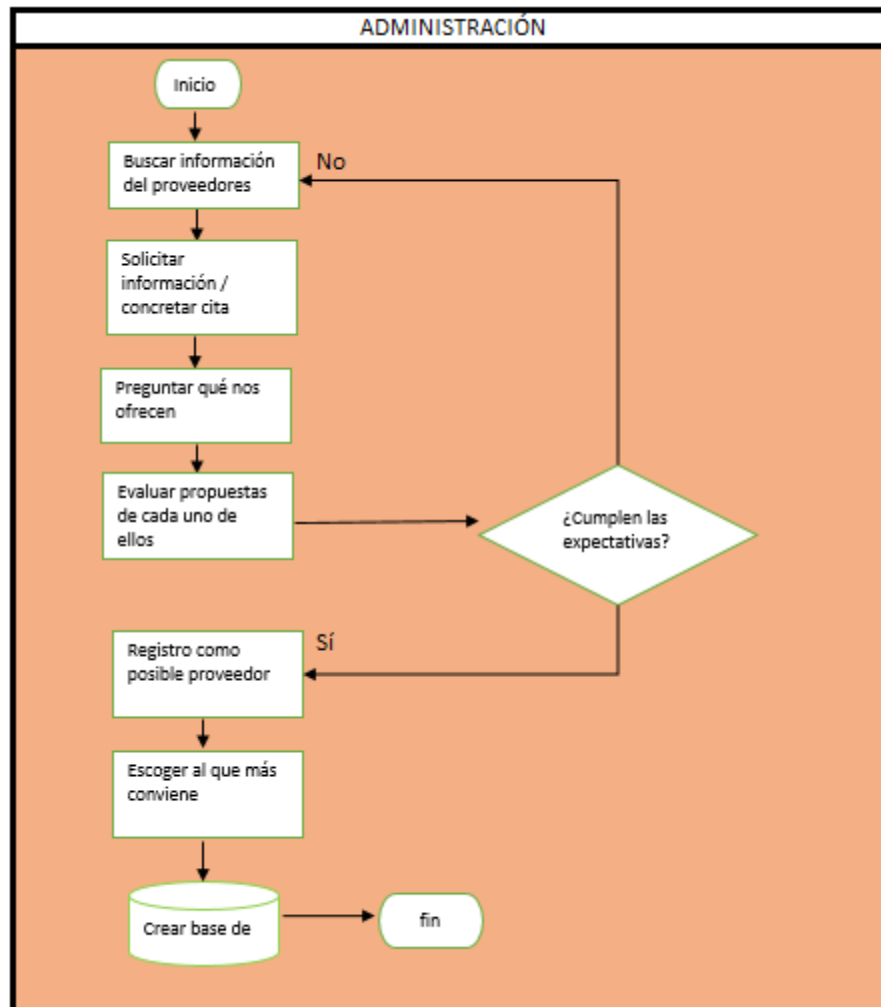 ADMINISTRACIÓN
Inicio
Buscar información
del proveedores
No
Solicitar
información /
concretar cita
Preguntar qué nos
ofrecen
Evaluar propuestas
de cada uno de
ellos
¿Cumplen las
expectativas?
Sí
Registro como
posible proveedor
Escoger al que más
conviene
Crear base de
fin